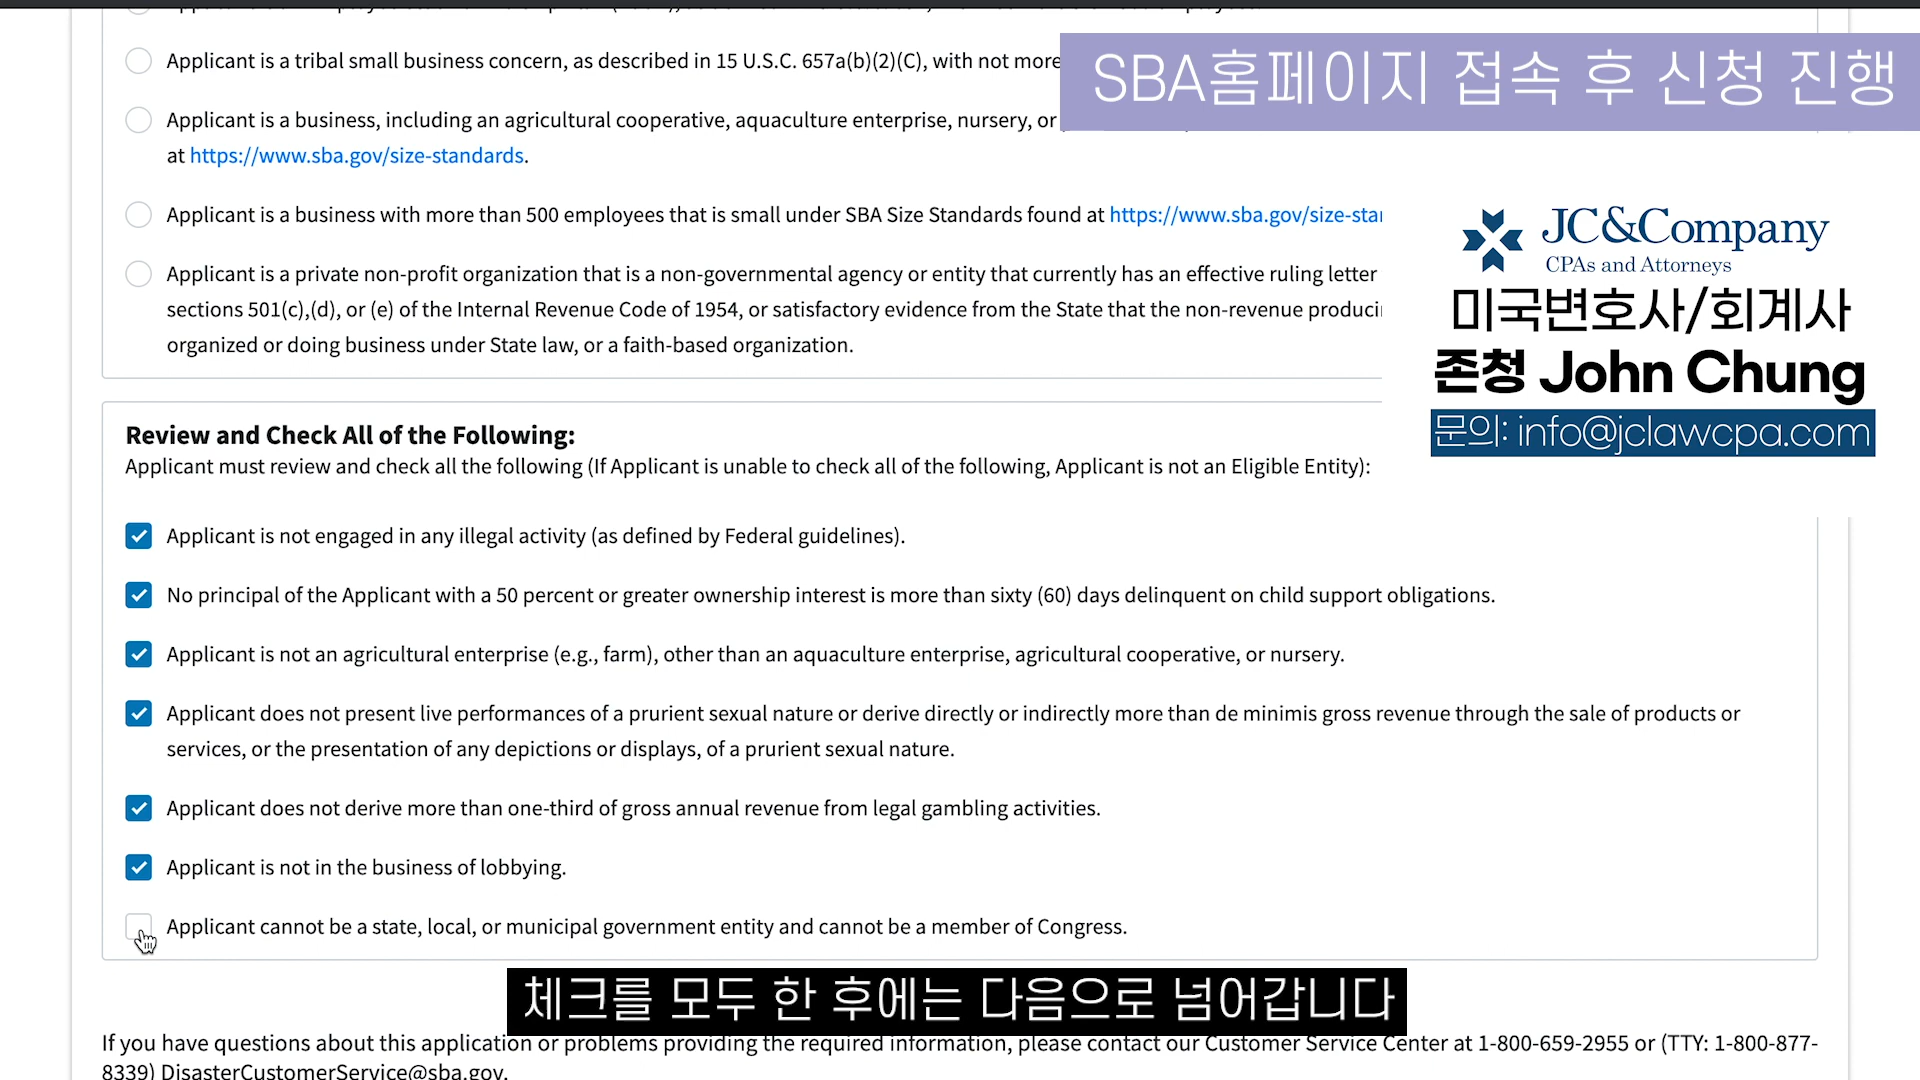 Applicant is a tribal small business concern, as described in 15 U.S.C. 657a(b)(2)(C), with not more
SBA홈페이지 접속 후 신청 진행
Applicant is a business, including an agricultural cooperative, aquaculture enterprise, nursery, or
at https://www.sba.gov/size-standards.
Applicant is a business with more than 500 employees that is small under SBA Size Standards found at https://www.sba.gov/size-star
Applicant is a private non-profit organization that is a non-governmental agency or entity that currently has an effective ruling letter
sections 501(c),(d), or (e) of the Internal Revenue Code of 1954, or satisfactory evidence from the State that the non-revenue produci
organized or doing business under State law, or a faith-based organization.
JC&Company
CPAs and Attorneys
미국변호사/회계사
존청 John Chung
문의: info@jclawcpa.com
Review and Check All of the Following:
Applicant must review and check all the following (If Applicant is unable to check all of the following, Applicant is not an Eligible Entity):
Applicant is not engaged in any illegal activity (as defined by Federal guidelines).
No principal of the Applicant with a 50 percent or greater ownership interest is more than sixty (60) days delinquent on child support obligations.
Applicant is not an agricultural enterprise (e.g., farm), other than an aquaculture enterprise, agricultural cooperative, or nursery.
Applicant does not present live performances of a prurient sexual nature or derive directly or indirectly more than de minimis gross revenue through the sale of products or
services, or the presentation of any depictions or displays, of a prurient sexual nature.
Applicant does not derive more than one-third of gross annual revenue from legal gambling activities.
Applicant is not in the business of lobbying.
Applicant cannot be a state, local, or municipal government entity and cannot be a member of Congress.
체크를 모두 한 후에는 다음으로 넘어갑니다
If you have questions about this application or problems providing the required information, please contact our Customer Service Center at 1-800-659-2955 or (TTY: 1-800-877-
8339) DisasterCustomerService@sba.gov.